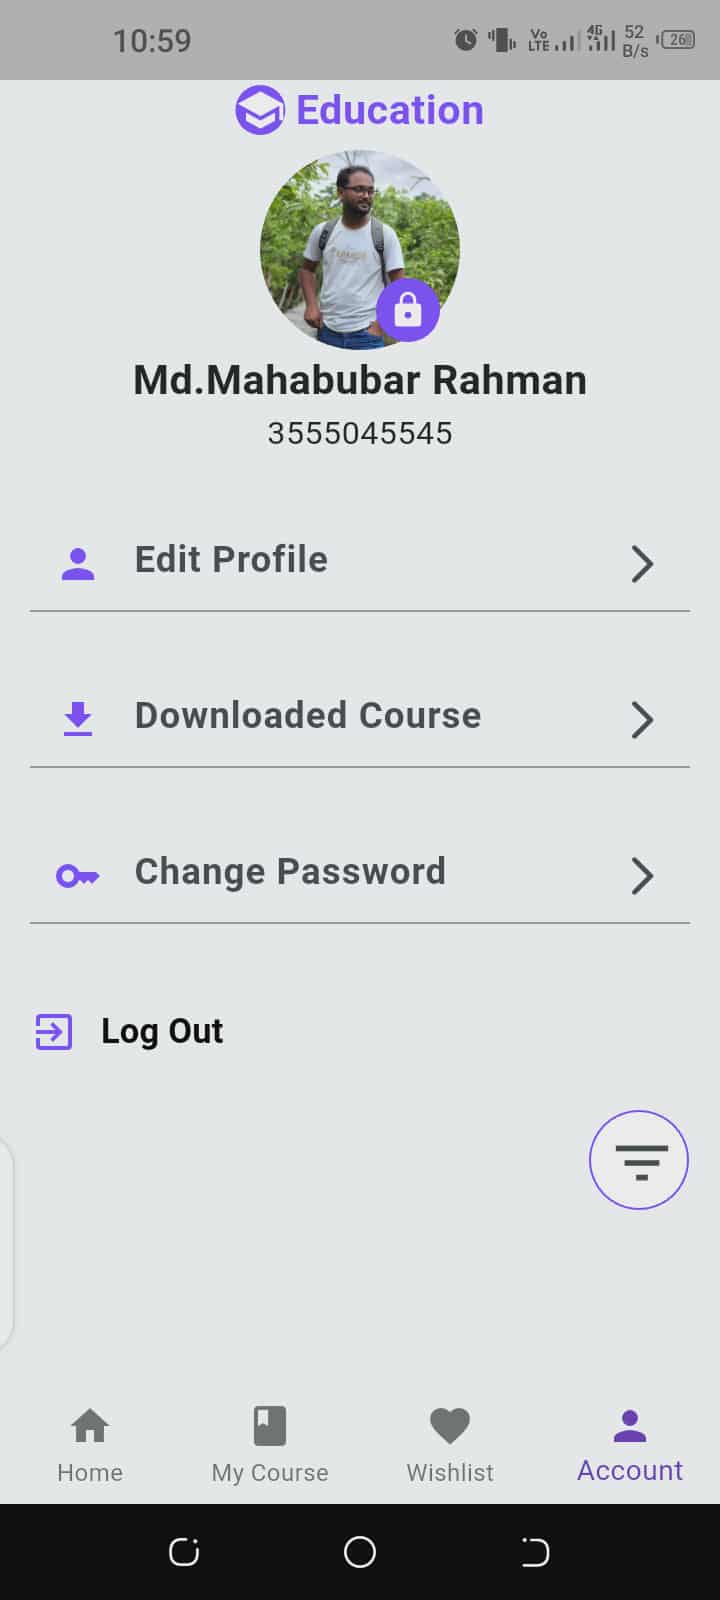 10:59
Vo
LTE
4G
52
B/s
26
Education
Md.Mahabubar Rahman
3555045545
Edit Profile
Downloaded Course
Change Password
Log Out
Home
My Course
Wishlist
Account